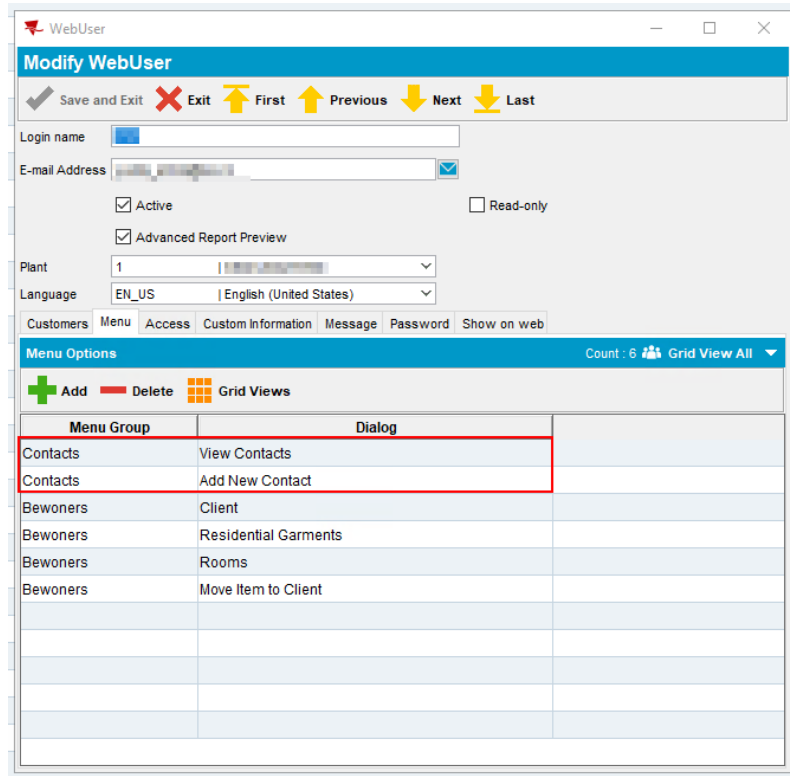 WebUser
Modify WebUser
Save and Exit Exit First Previous Next Last
Login name
E-mail Address
Active Read-only
Advanced Report Preview
Plant 1 |
Language EN_US | English (United States)
Customers Menu Access Custom Information Message Password Show on web
Menu Options Count : 6 Grid View All
Add Delete Grid Views
Menu Group Dialog
Contacts View Contacts
Contacts Add New Contact
Bewoners Client
Bewoners Residential Garments
Bewoners Rooms
Bewoners Move Item to Client